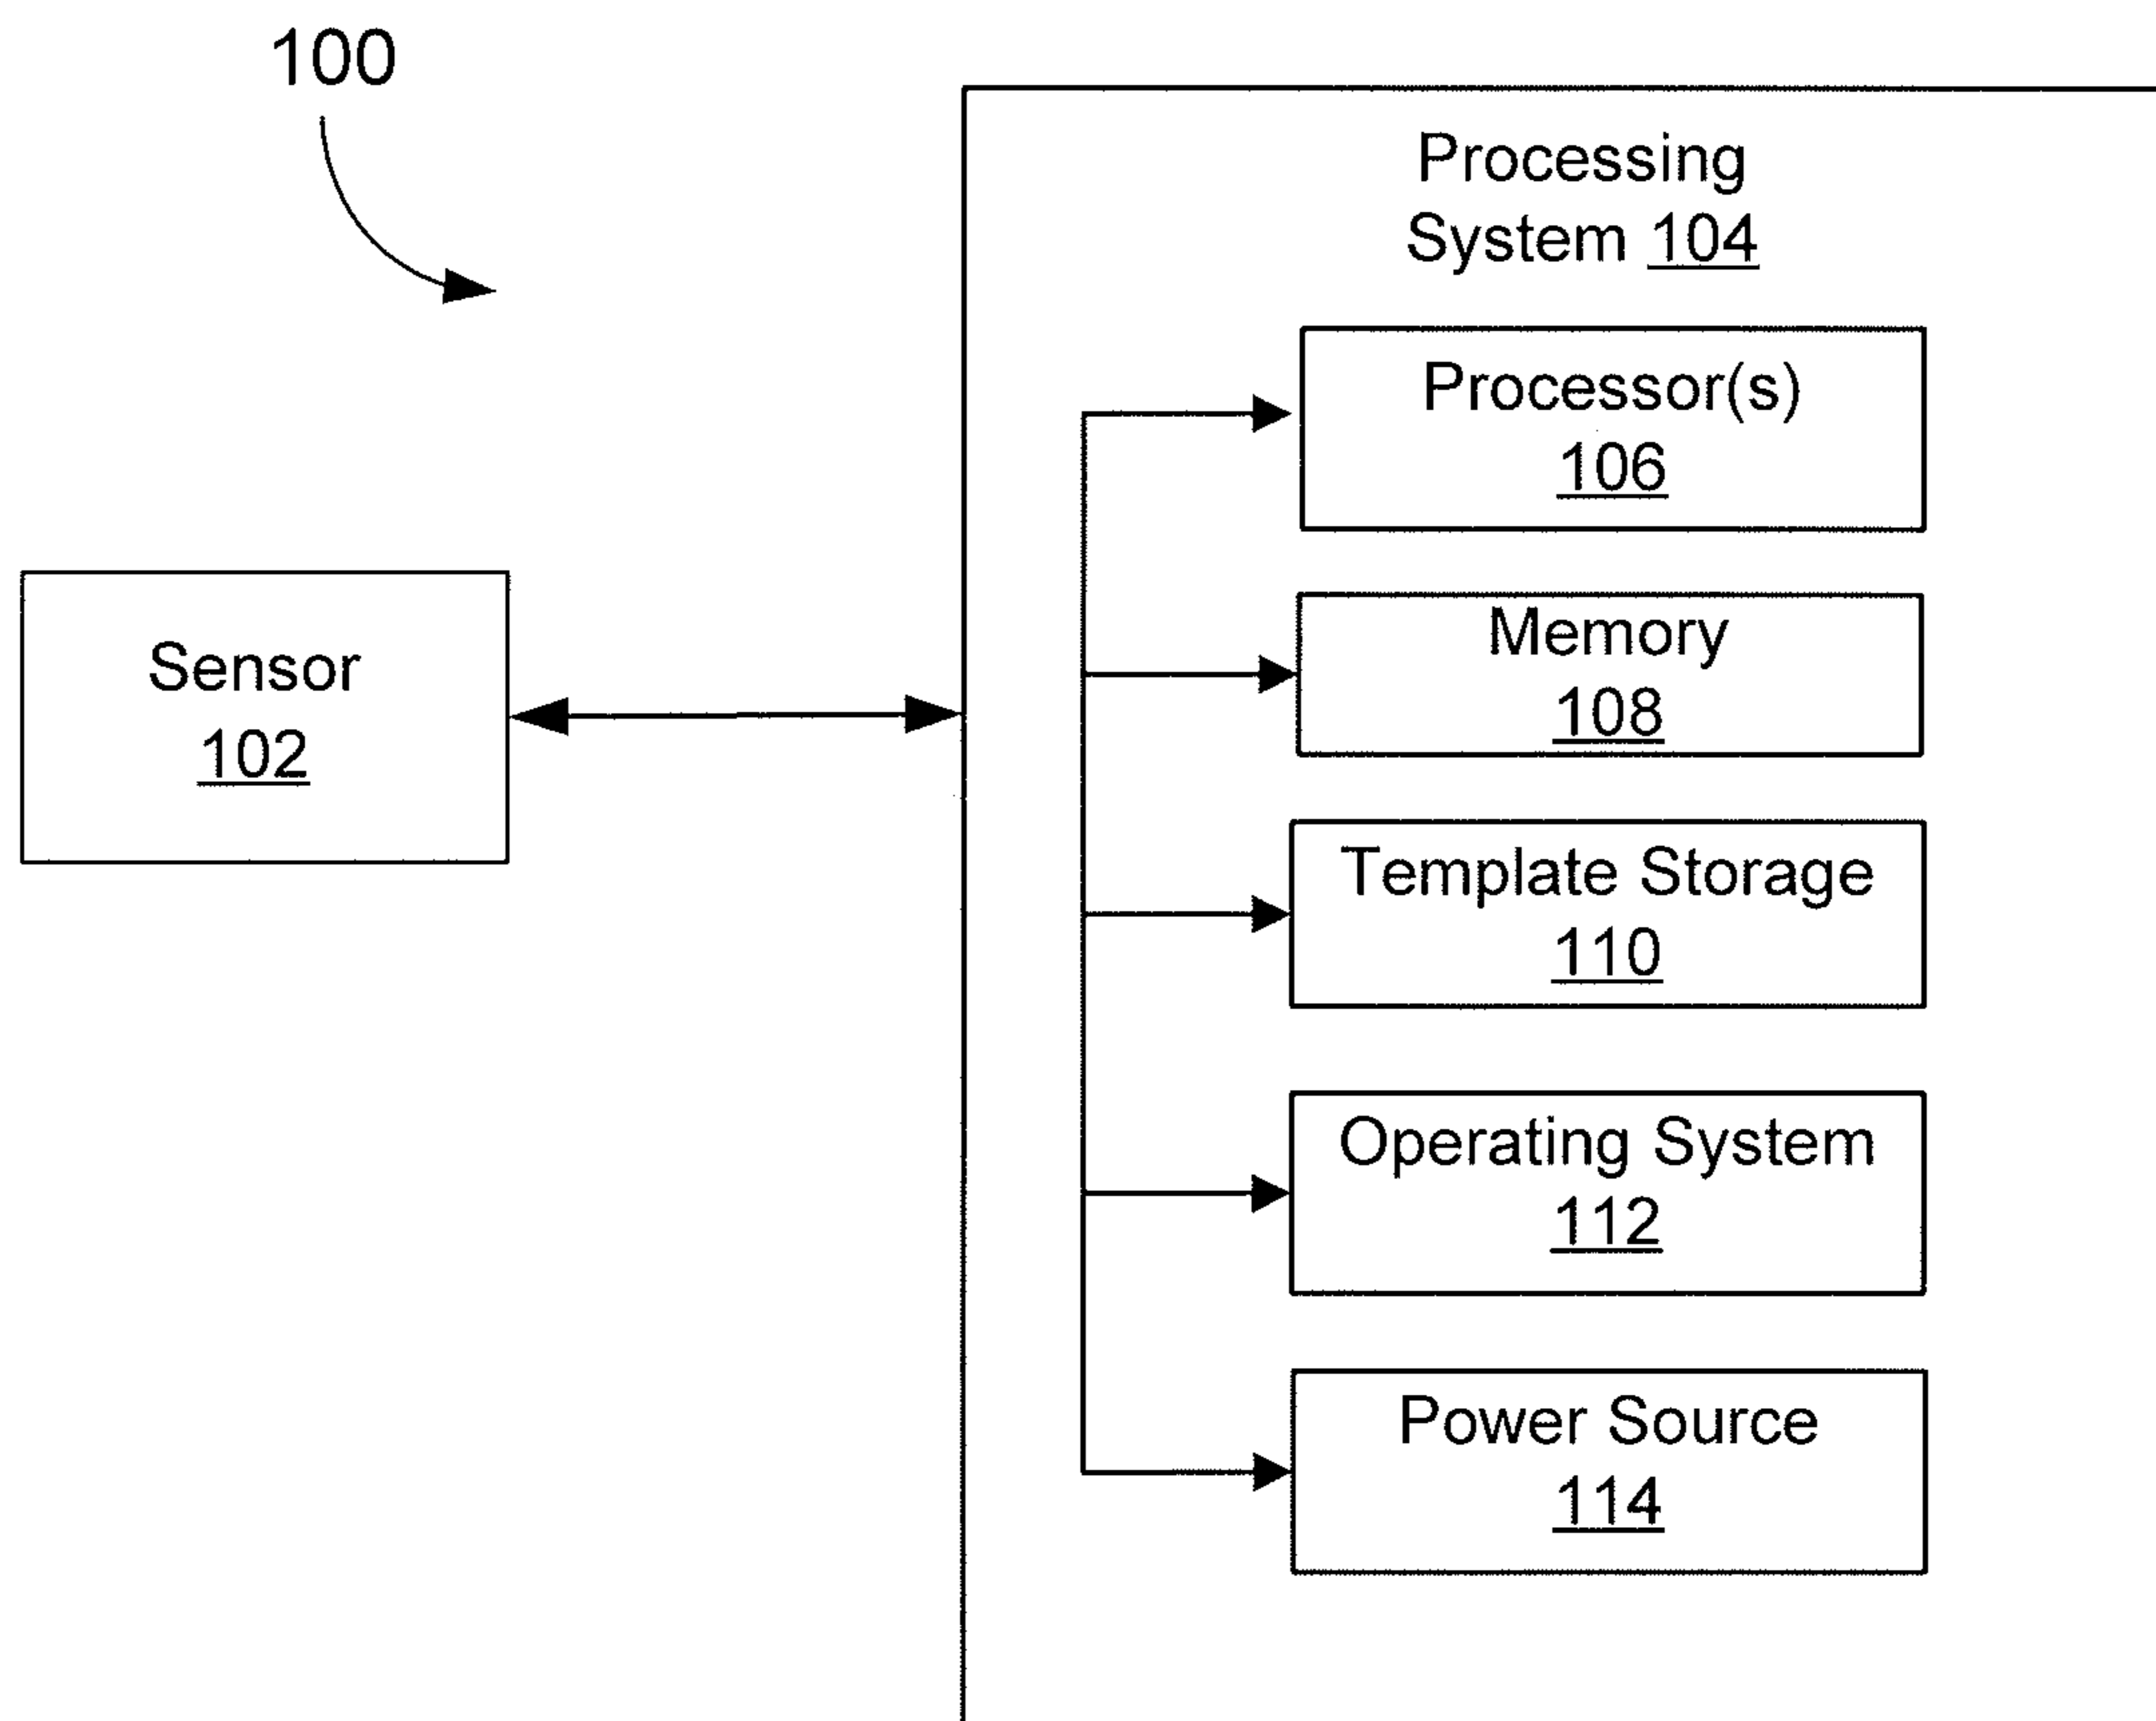 100
Processing
System 104
Processor(s)
106
Memory
108
Sensor
102
Template Storage
110
Operating System
112
Power Source
114